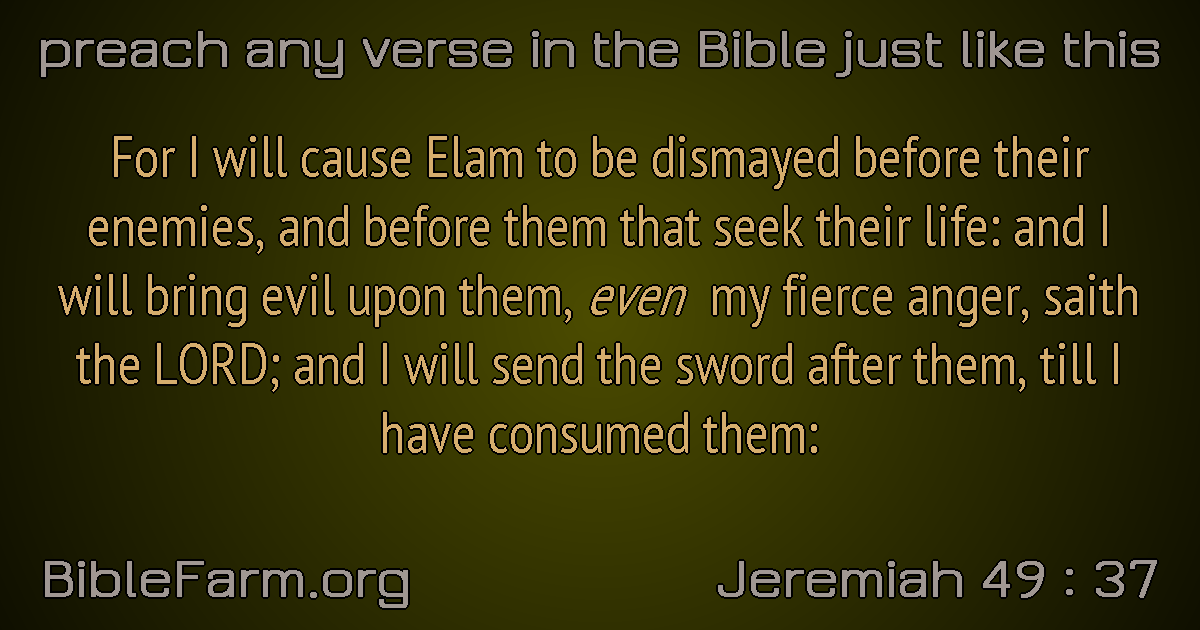 preach any verse in the Bible just like this
For I will cause Elam to be dismayed before their
enemies, and before them that seek their life: and I
will bring evil upon them, even my fierce anger, saith
the LORD; and I will send the sword after them, till I
have consumed them:
BibleFarm.org
Jeremiah 49 : 37